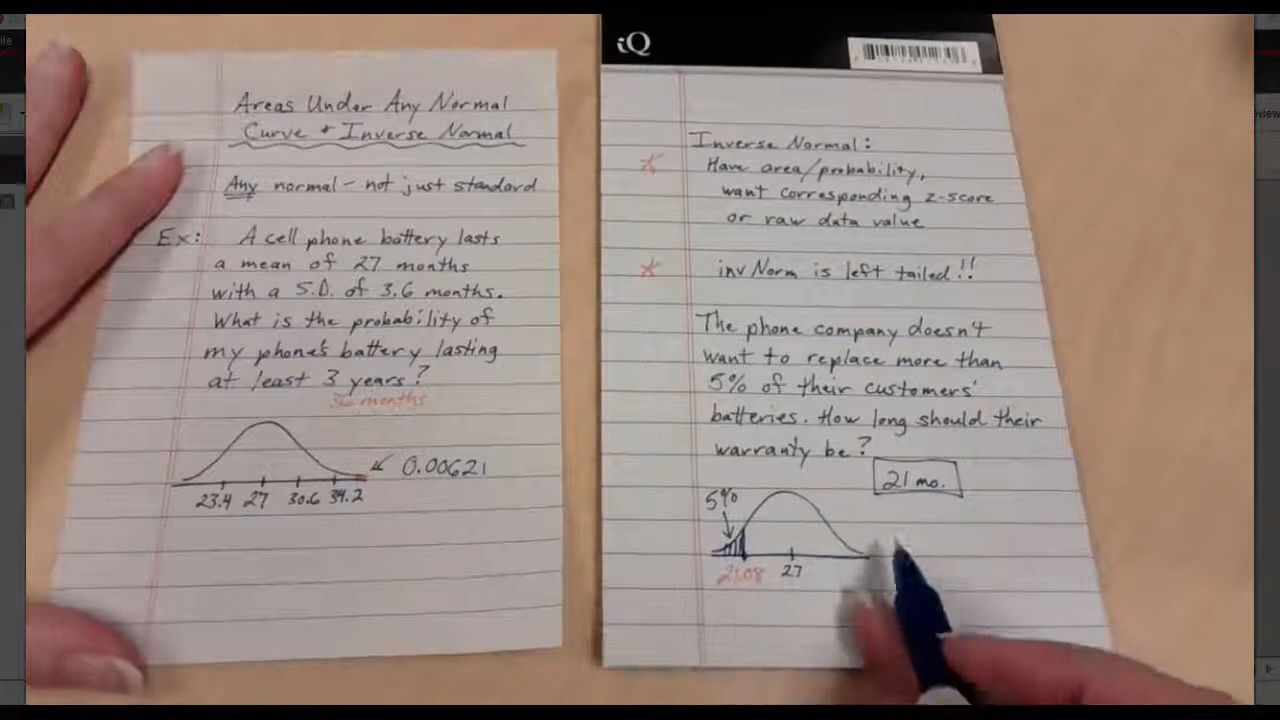 Areas Under Any Normal
Curve + Inverse Normal
Any normal - not just standard
Ex: A cell phone battery lasts
a mean of 27 months
with a S.D. of 3.6 months.
What is the probability of
my phone's battery lasting
at least 3 years?
36 months
0.00621
23.4 27 30.6 34.2
iQ
Inverse Normal:
* Have area/probability,
want corresponding z-score
or raw data value
* invNorm is left tailed!!
The phone company doesn't
want to replace more than
5% of their customers'
batteries. How long should their
warranty be?
21 mo.
5%
21.08 27